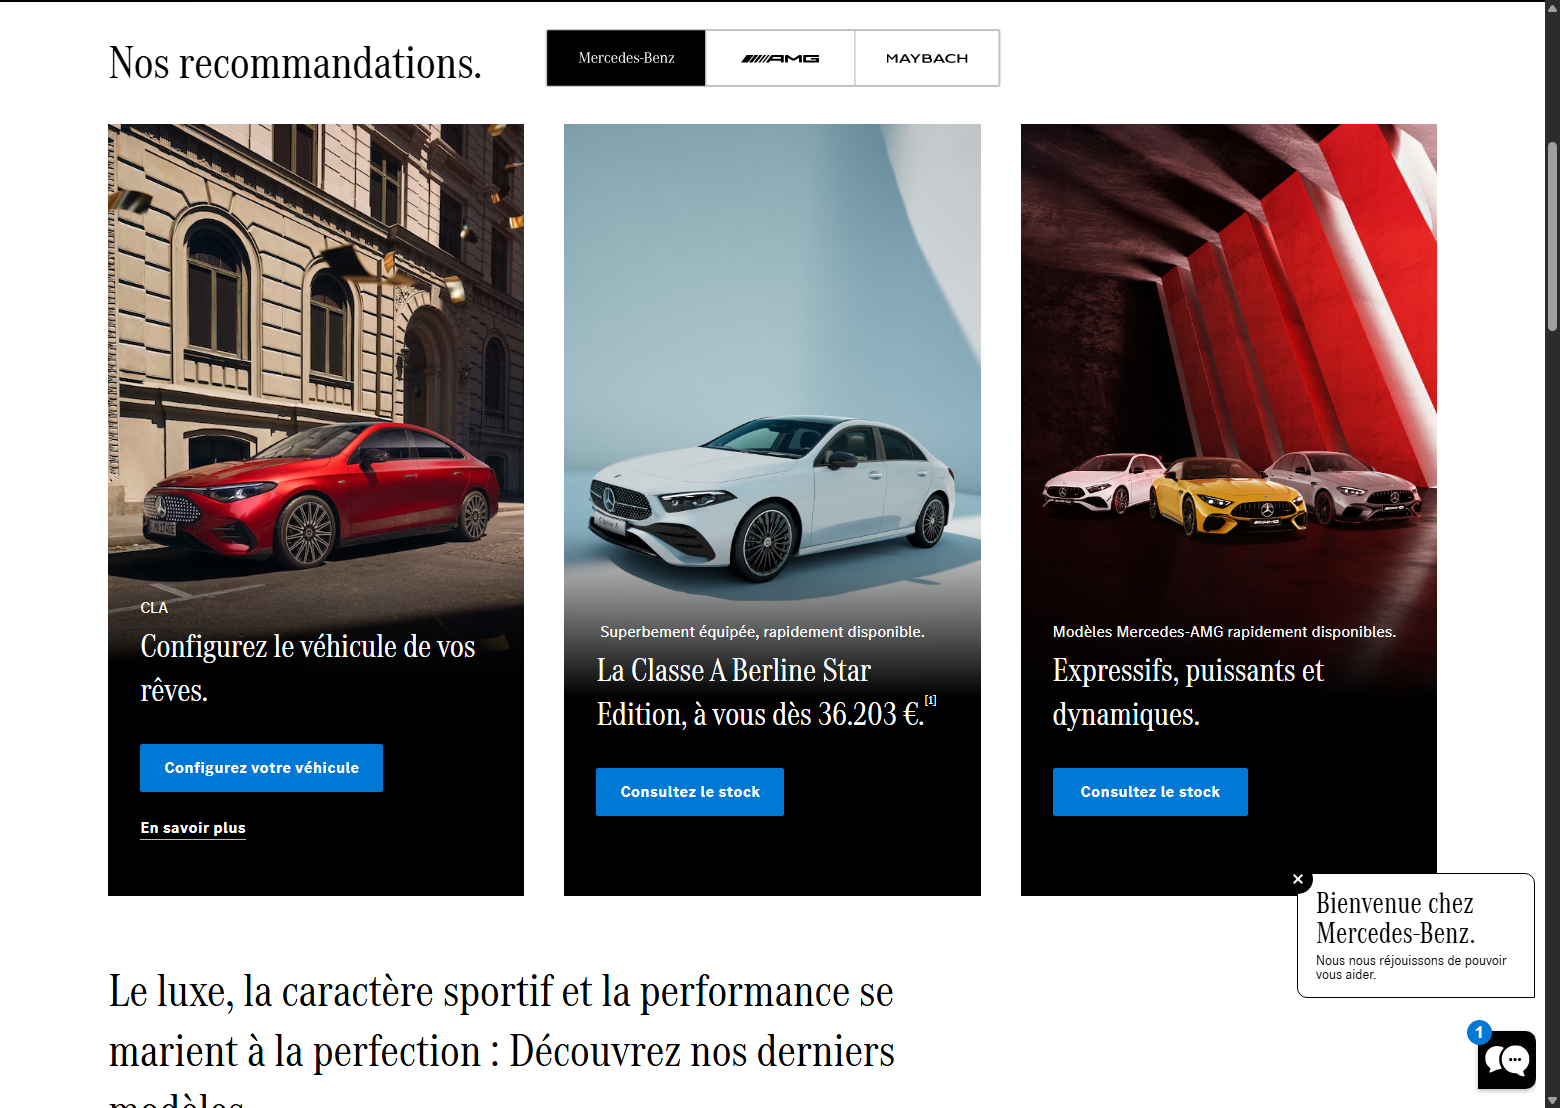 Nos recommandations.
Mercedes-Benz
AMG
MAYBACH
CLA
Configurez le véhicule de vos
rêves.
Configurez votre véhicule
En savoir plus
Classe A
Superbement équipée, rapidement disponible.
La Classe A Berline Star
Edition, à vous dès 36.203 €.[1]
Consultez le stock
AMG
Modèles Mercedes-AMG rapidement disponibles.
Expressifs, puissants et
dynamiques.
Consultez le stock
Bienvenue chez
Mercedes-Benz.
Nous nous réjouissons de pouvoir
vous aider.
1
Le luxe, la caractère sportif et la performance se
marient à la perfection : Découvrez nos derniers
modèles